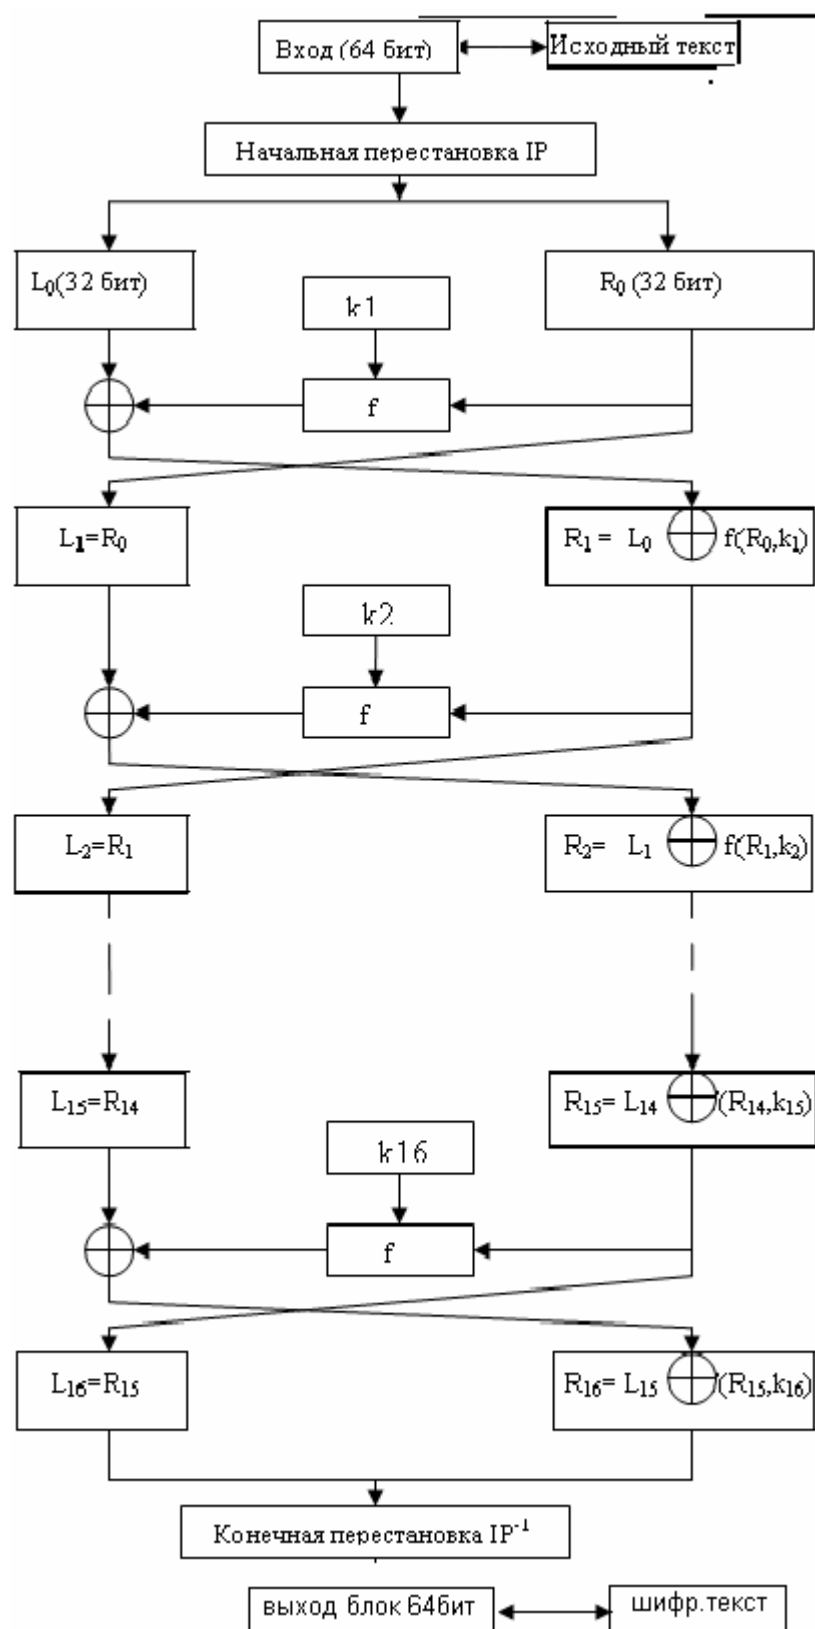 Вход (64 бит)
Исходный текст
Начальная перестановка IP
L₀(32 бит)
R₀ (32 бит)
k1
f
L₁=R₀
R₁ = L₀ ⊕ f(R₀,k₁)
k2
f
L₂=R₁
R₂= L₁ ⊕ f(R₁,k₂)
L₁₅=R₁₄
R₁₅= L₁₄ ⊕ (R₁₄,k₁₅)
k16
f
L₁₆=R₁₅
R₁₆= L₁₅ ⊕ (R₁₅,k₁₆)
Конечная перестановка IP⁻¹
выход блок 64бит
шифр.текст